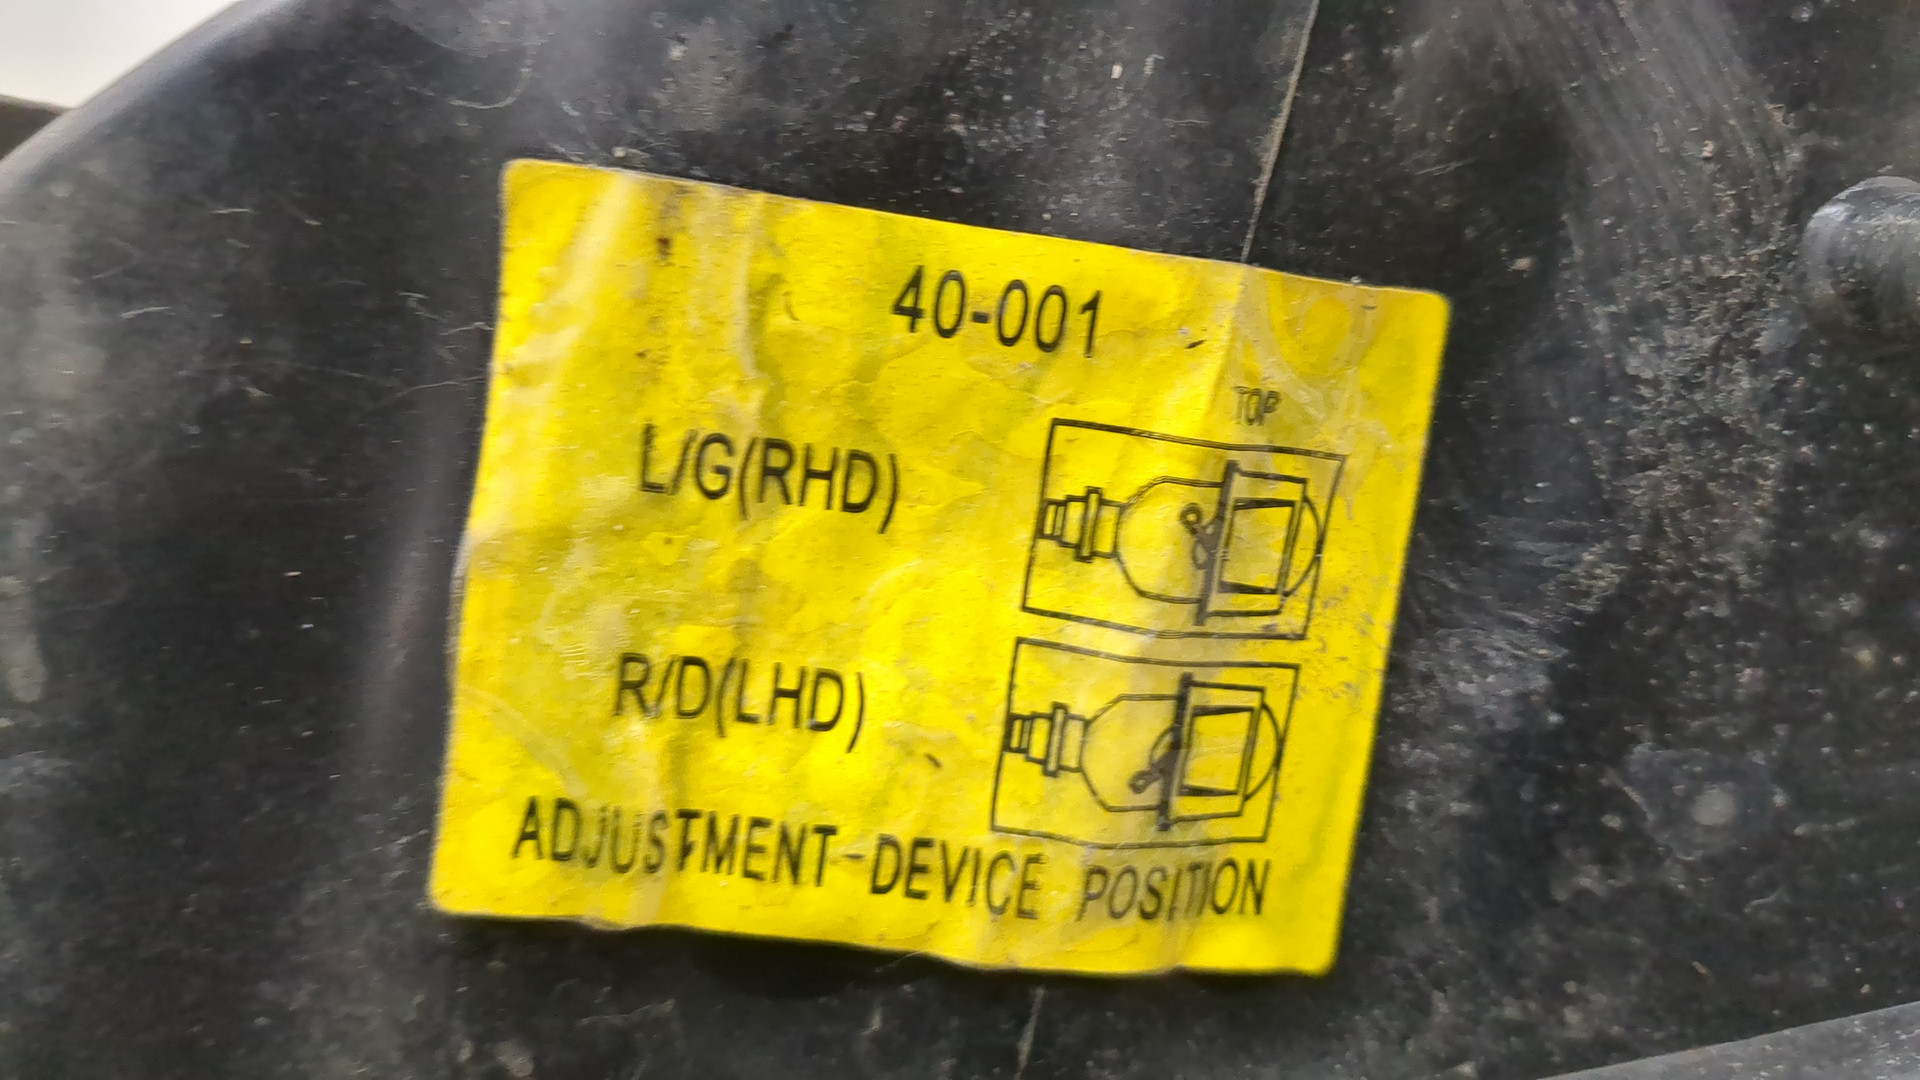 40-001
TOP
L/G(RHD)
R/D(LHD)
ADJUSTMENT-DEVICE POSITION